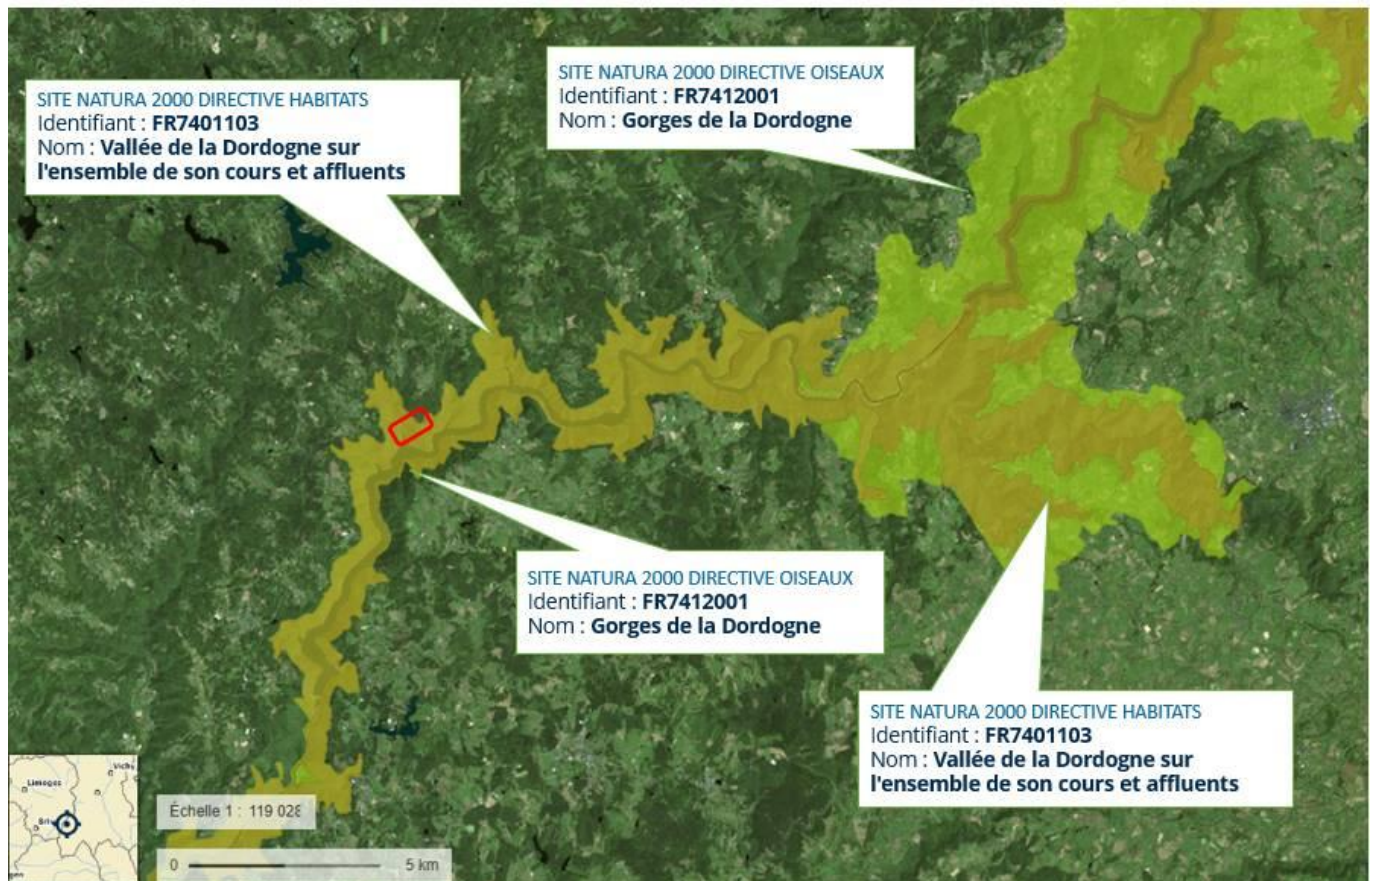 SITE NATURA 2000 DIRECTIVE HABITATS
Identifiant : FR7401103
Nom : Vallée de la Dordogne sur
l'ensemble de son cours et affluents
SITE NATURA 2000 DIRECTIVE OISEAUX
Identifiant : FR7412001
Nom : Gorges de la Dordogne
SITE NATURA 2000 DIRECTIVE OISEAUX
Identifiant : FR7412001
Nom : Gorges de la Dordogne
SITE NATURA 2000 DIRECTIVE HABITATS
Identifiant : FR7401103
Nom : Vallée de la Dordogne sur
l'ensemble de son cours et affluents
Vichy
Limoges
Échelle 1 : 119 028
0 5 km